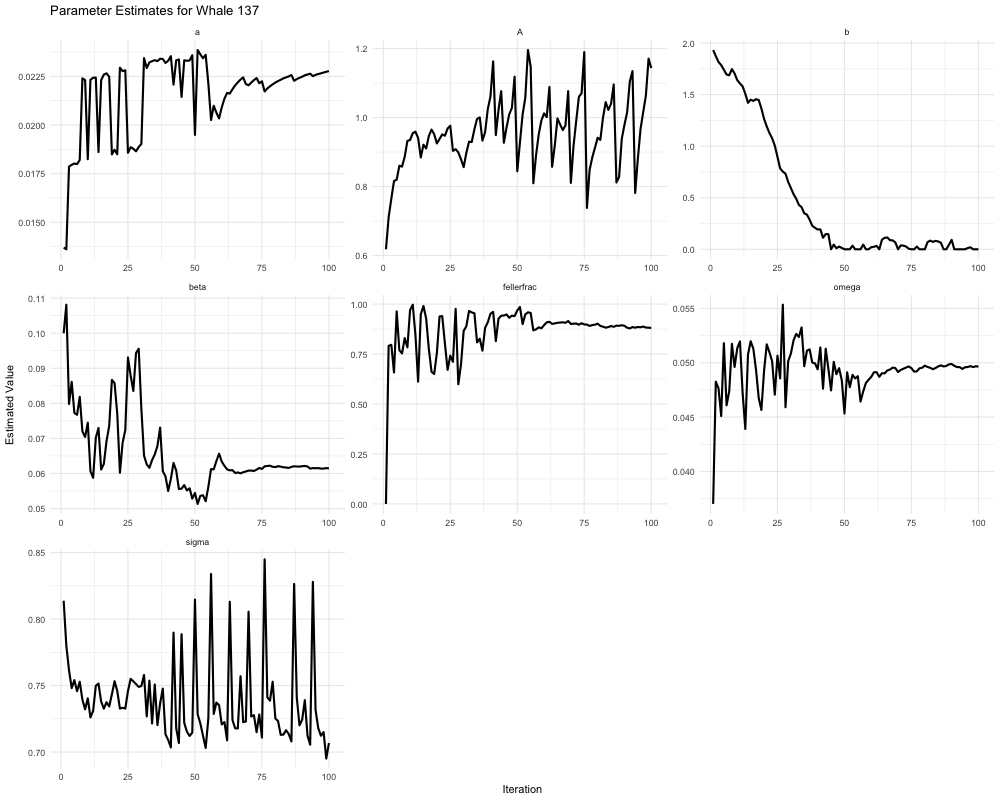 Parameter Estimates for Whale 137
a
A
b
0.0225
0.0200
0.0175
0.0150
0 25 50 75 100
1.2
1.0
0.8
0.6
0 25 50 75 100
2.0
1.5
1.0
0.5
0.0
0 25 50 75 100
beta
fellerfrac
omega
0.11
0.10
0.09
0.08
0.07
0.06
0.05
0 25 50 75 100
1.00
0.75
0.50
0.25
0.00
0 25 50 75 100
0.055
0.050
0.045
0.040
0 25 50 75 100
Estimated Value
sigma
0.85
0.80
0.75
0.70
0 25 50 75 100
Iteration